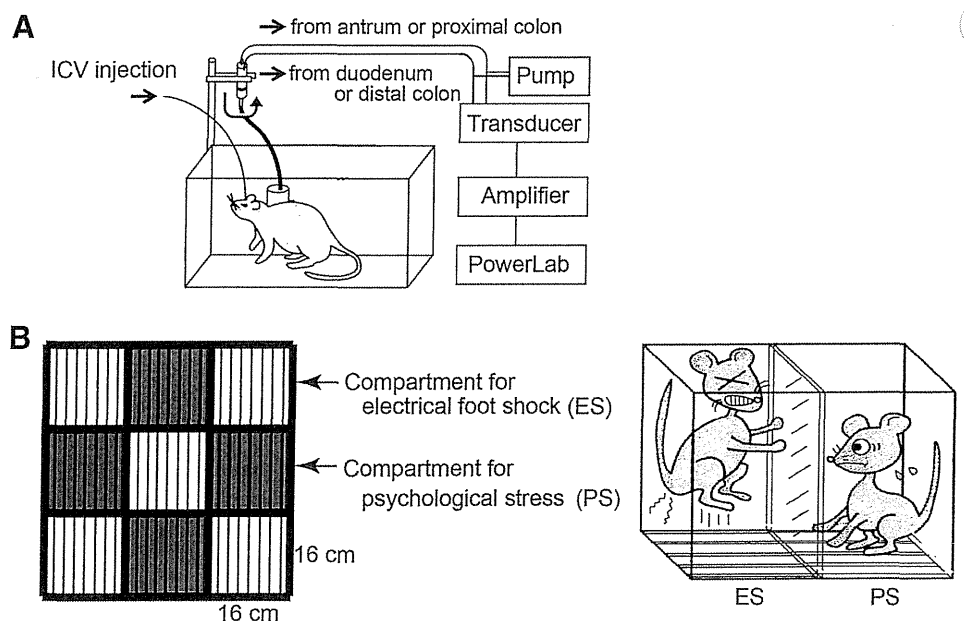 A
→ from antrum or proximal colon
ICV injection
→ from duodenum
or distal colon
Pump
Transducer
Amplifier
PowerLab
B
Compartment for
electrical foot shock (ES)
Compartment for
psychological stress (PS)
16 cm
16 cm
ES
PS